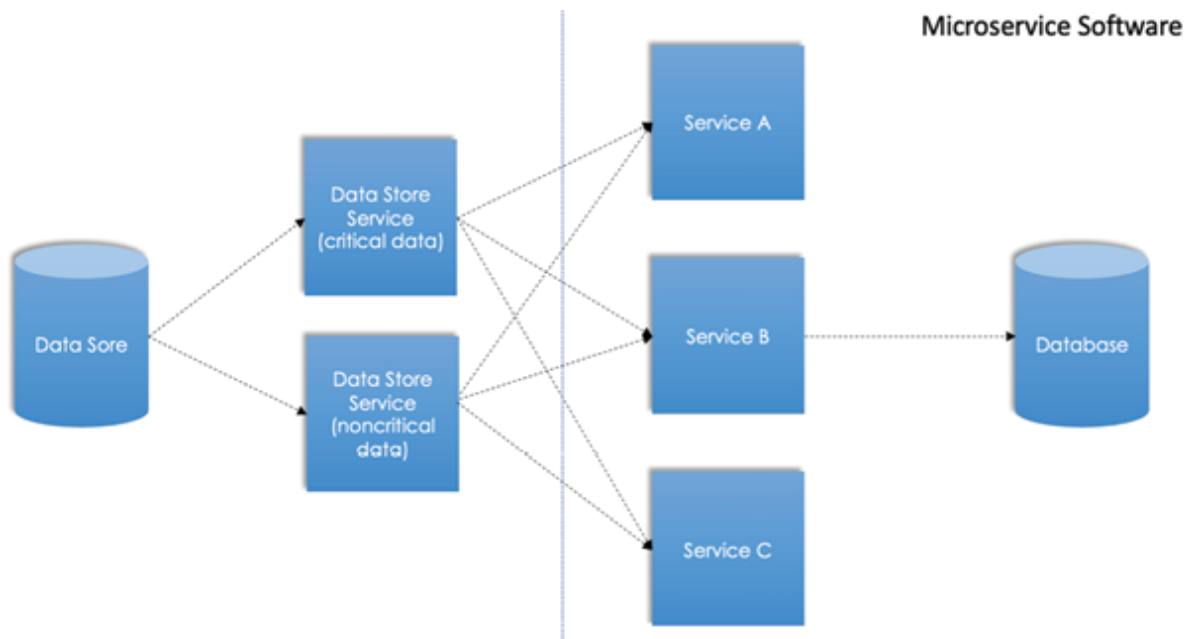 Microservice Software
Service A
Data Store
Service
(critical data)
Data Sore
Service B
Database
Data Store
Service
(noncritical
data)
Service C